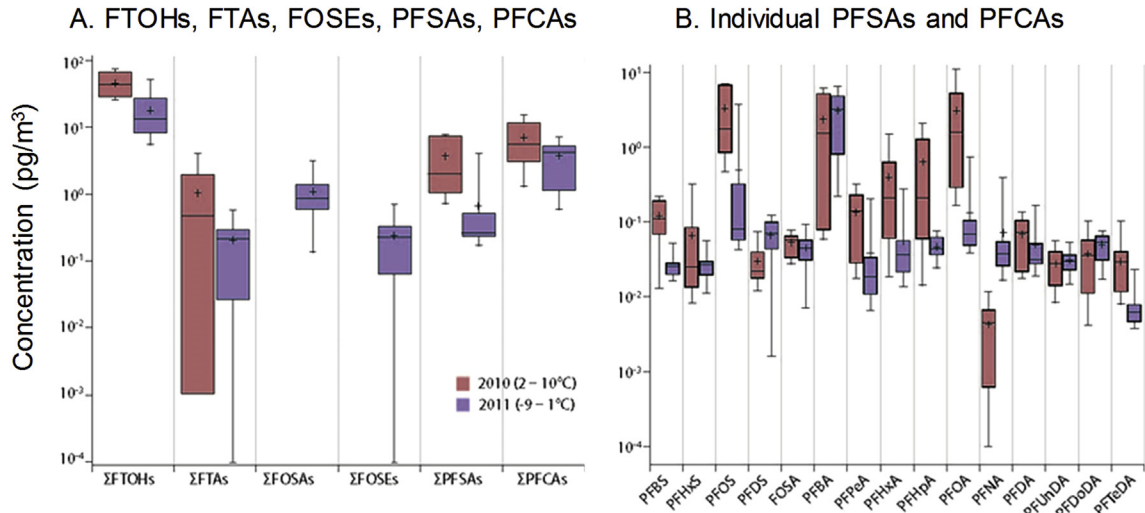 A. FTOHs, FTAs, FOSEs, PFSAs, PFCAs
B. Individual PFSAs and PFCAs
Concentration (pg/m³)
10²
10¹
10⁰
10⁻¹
10⁻²
10⁻³
10⁻⁴
2010 (2 – 10°C)
2011 (-9 – 1°C)
ΣFTOHs
ΣFTAs
ΣFOSAs
ΣFOSEs
ΣPFSAs
ΣPFCAs
10¹
10⁰
10⁻¹
10⁻²
10⁻³
10⁻⁴
PFBS
PFHxS
PFOS
PFDS
FOSA
PFBA
PFPeA
PFHxA
PFHpA
PFOA
PFNA
PFDA
PFUnDA
PFDoDA
PFTeDA